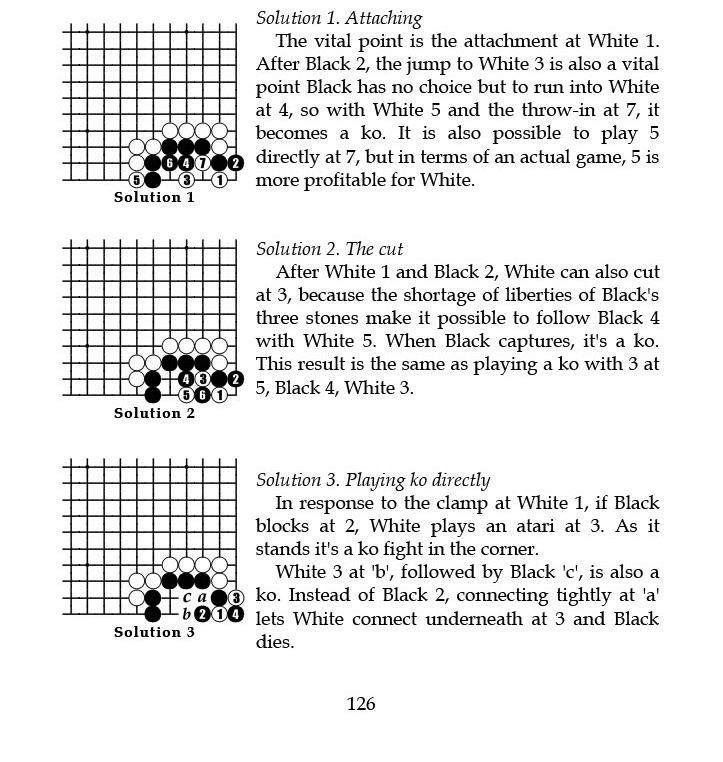 Solution 1. Attaching
The vital point is the attachment at White 1.
After Black 2, the jump to White 3 is also a vital
point Black has no choice but to run into White
at 4, so with White 5 and the throw-in at 7, it
becomes a ko. It is also possible to play 5
directly at 7, but in terms of an actual game, 5 is
more profitable for White.
6 4 7 2
5 3 1
Solution 1
Solution 2. The cut
After White 1 and Black 2, White can also cut
at 3, because the shortage of liberties of Black's
three stones make it possible to follow Black 4
with White 5. When Black captures, it's a ko.
This result is the same as playing a ko with 3 at
5, Black 4, White 3.
4 3 2
5 6 1
Solution 2
Solution 3. Playing ko directly
In response to the clamp at White 1, if Black
blocks at 2, White plays an atari at 3. As it
stands it's a ko fight in the corner.
White 3 at 'b', followed by Black 'c', is also a
ko. Instead of Black 2, connecting tightly at 'a'
lets White connect underneath at 3 and Black
dies.
c a 3
b 2 1 4
Solution 3
126